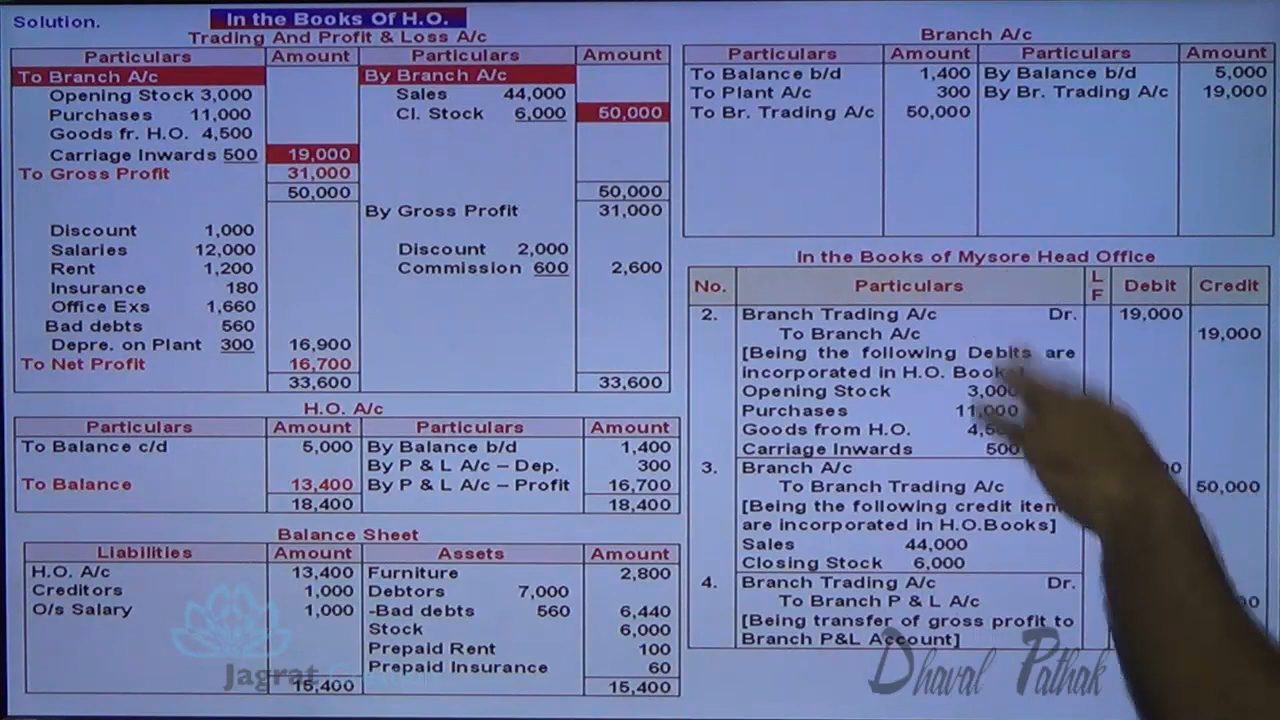 Solution.
In the Books Of H.O.
Trading And Profit & Loss A/c
Particulars Amount Particulars Amount
To Branch A/c By Branch A/c
Opening Stock 3,000 Sales 44,000
Purchases 11,000 Cl. Stock 6,000 50,000
Goods fr. H.O. 4,500
Carriage Inwards 500 19,000
To Gross Profit 31,000
50,000 50,000
By Gross Profit 31,000
Discount 1,000
Salaries 12,000 Discount 2,000
Rent 1,200 Commission 600 2,600
Insurance 180
Office Exs 1,660
Bad debts 560
Depre. on Plant 300 16,900
To Net Profit 16,700
33,600 33,600
H.O. A/c
Particulars Amount Particulars Amount
To Balance c/d 5,000 By Balance b/d 1,400
By P & L A/c – Dep. 300
To Balance 13,400 By P & L A/c – Profit 16,700
18,400 18,400
Balance Sheet
Liabilities Amount Assets Amount
H.O. A/c 13,400 Furniture 2,800
Creditors 1,000 Debtors 7,000
O/s Salary 1,000 -Bad debts 560 6,440
Stock 6,000
Prepaid Rent 100
Prepaid Insurance 60
15,400 15,400
Branch A/c
Particulars Amount Particulars Amount
To Balance b/d 1,400 By Balance b/d 5,000
To Plant A/c 300 By Br. Trading A/c 19,000
To Br. Trading A/c 50,000
In the Books of Mysore Head Office
No. Particulars L F Debit Credit
2. Branch Trading A/c Dr. 19,000
To Branch A/c 19,000
[Being the following Debits are
incorporated in H.O. Books]
Opening Stock 3,000
Purchases 11,000
Goods from H.O.
Carriage Inwards 500
3. Branch A/c
To Branch Trading A/c 50,000
[Being the following credit
are incorporated in H.O.Books]
Sales 44,000
Closing Stock 6,000
4. Branch Trading A/c Dr.
To Branch P & L A/c
[Being transfer of gross profit to
Branch P&L Account]
Jagrat
Dhaval Pathak